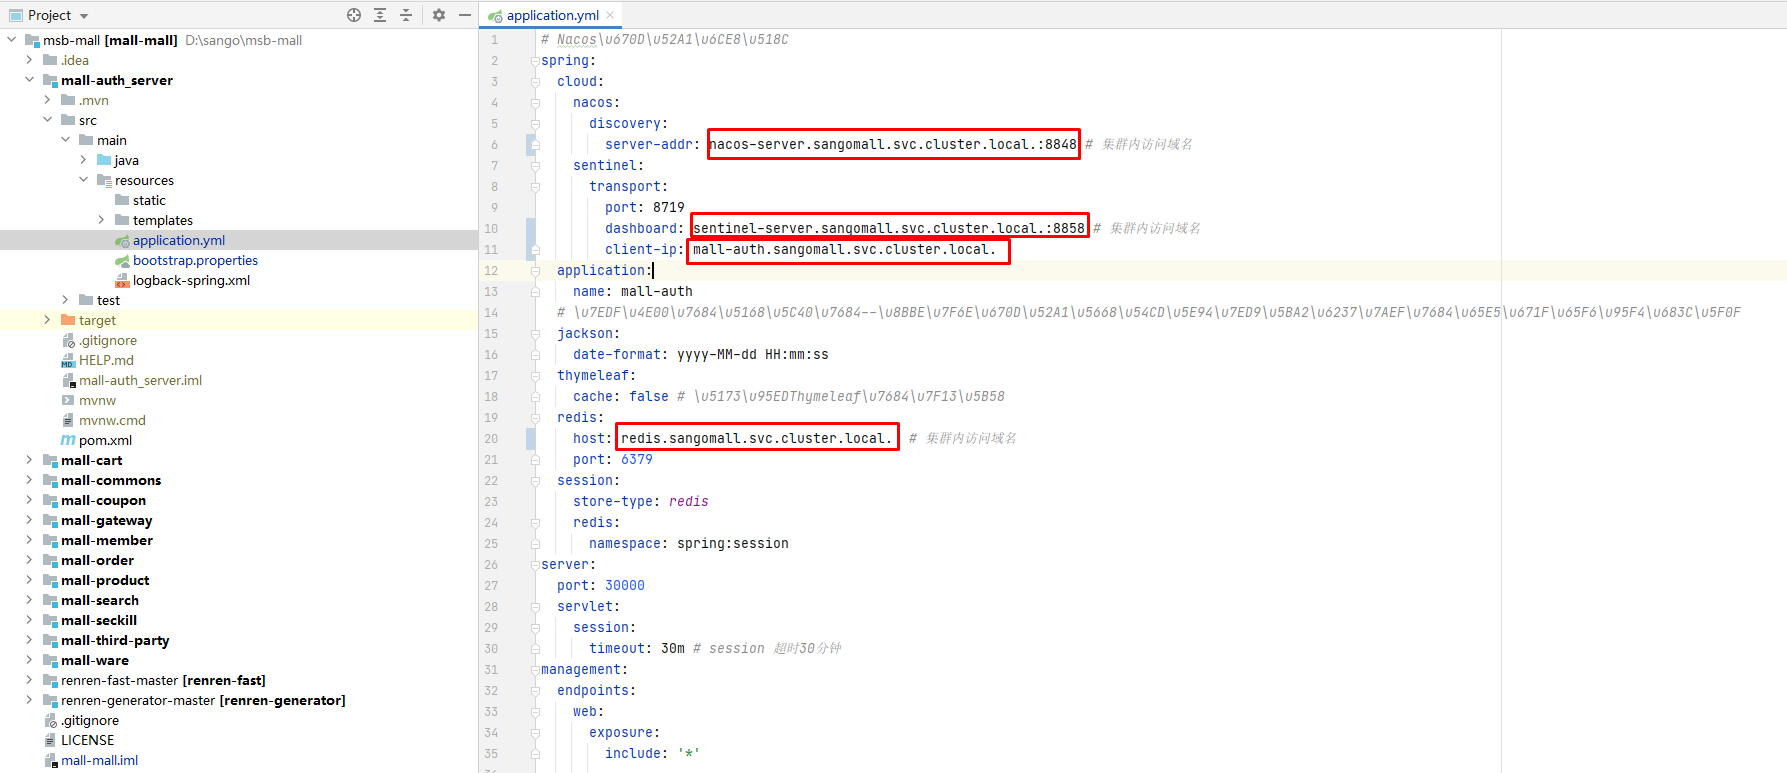 Project
msb-mall [mall-mall] D:\sango\msb-mall
.idea
mall-auth_server
.mvn
src
main
java
resources
static
templates
application.yml
bootstrap.properties
logback-spring.xml
test
target
.gitignore
HELP.md
mall-auth_server.iml
mvnw
mvnw.cmd
pom.xml
mall-cart
mall-commons
mall-coupon
mall-gateway
mall-member
mall-order
mall-product
mall-search
mall-seckill
mall-third-party
mall-ware
renren-fast-master [renren-fast]
renren-generator-master [renren-generator]
.gitignore
LICENSE
mall-mall.iml
application.yml
1 # Nacos\u670D\u52A1\u6CE8\u518C
2 spring:
3 cloud:
4 nacos:
5 discovery:
6 server-addr: nacos-server.sangomall.svc.cluster.local.:8848 # 集群内访问域名
7 sentinel:
8 transport:
9 port: 8719
10 dashboard: sentinel-server.sangomall.svc.cluster.local.:8858 # 集群内访问域名
11 client-ip: mall-auth.sangomall.svc.cluster.local.
12 application:
13 name: mall-auth
14 # \u7EDF\u4E00\u7684\u5168\u5C40\u7684--\u8BBE\u7F6E\u670D\u52A1\u5668\u54CD\u5E94\u7ED9\u5BA2\u6237\u7AEF\u7684\u65E5\u671F\u65F6\u95F4\u683C\u5F0F
15 jackson:
16 date-format: yyyy-MM-dd HH:mm:ss
17 thymeleaf:
18 cache: false # \u5173\u95EDThymeleaf\u7684\u7F13\u5B58
19 redis:
20 host: redis.sangomall.svc.cluster.local. # 集群内访问域名
21 port: 6379
22 session:
23 store-type: redis
24 redis:
25 namespace: spring:session
26 server:
27 port: 30000
28 servlet:
29 session:
30 timeout: 30m # session 超时30分钟
31 management:
32 endpoints:
33 web:
34 exposure:
35 include: '*'